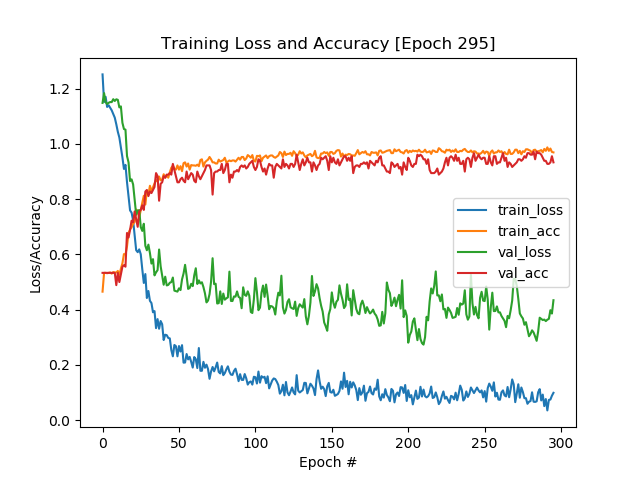 Training Loss and Accuracy [Epoch 295]
Loss/Accuracy
1.2
1.0
0.8
0.6
0.4
0.2
0.0
train_loss
train_acc
val_loss
val_acc
0 50 100 150 200 250 300
Epoch #